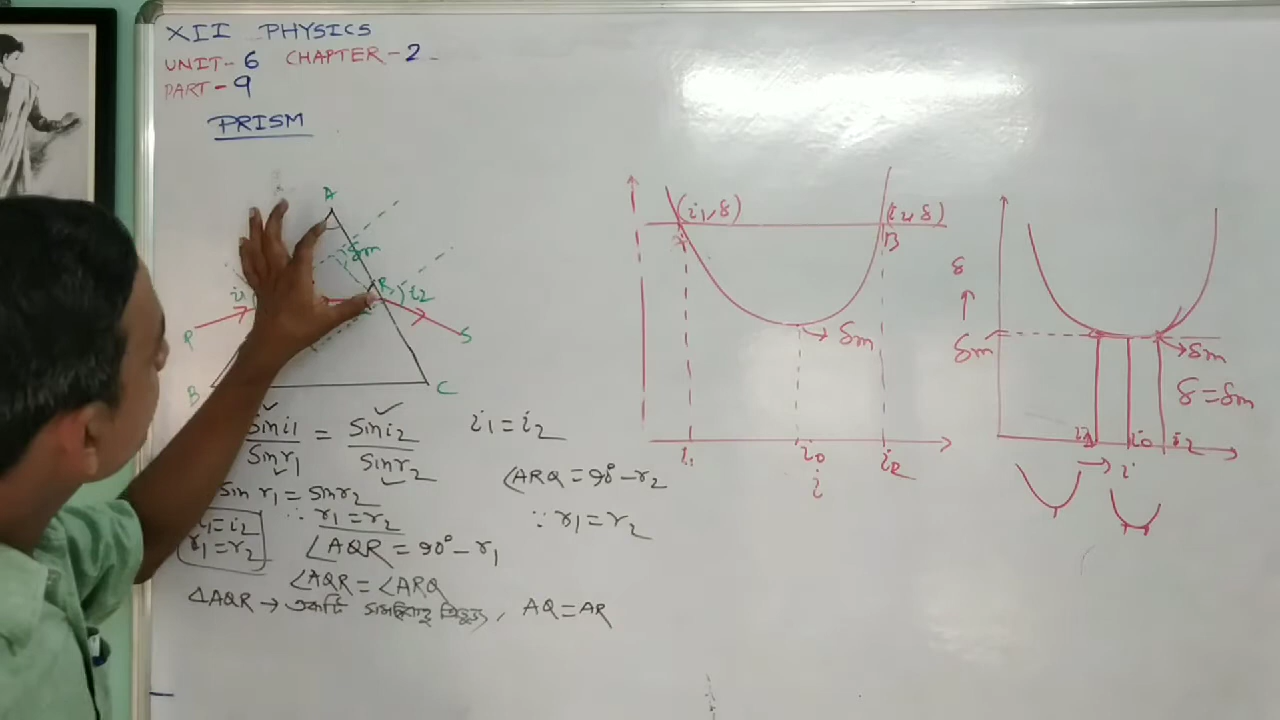 XII PHYSICS
UNIT-6 CHAPTER-2
PART-9
PRISM
A
δm
i1
R
i2
P
S
B
C
Sin i1 / Sin r1 = Sin i2 / Sin r2
i1 = i2
Sin r1 = Sin r2
∴ r1 = r2
i1 = i2
r1 = r2
∠AQR = 90° - r1
∠ARQ = 90° - r2
∵ r1 = r2
∠AQR = ∠ARQ
ΔAQR → একটি সমদ্বিবাহু ত্রিভুজ, AQ = AR
(i1, δ)
(i2, δ)
B
→ δm
i1
i0
i2
i
δ
↑
δm
→ δm
δ = δm
i1
i0
i2
→ i